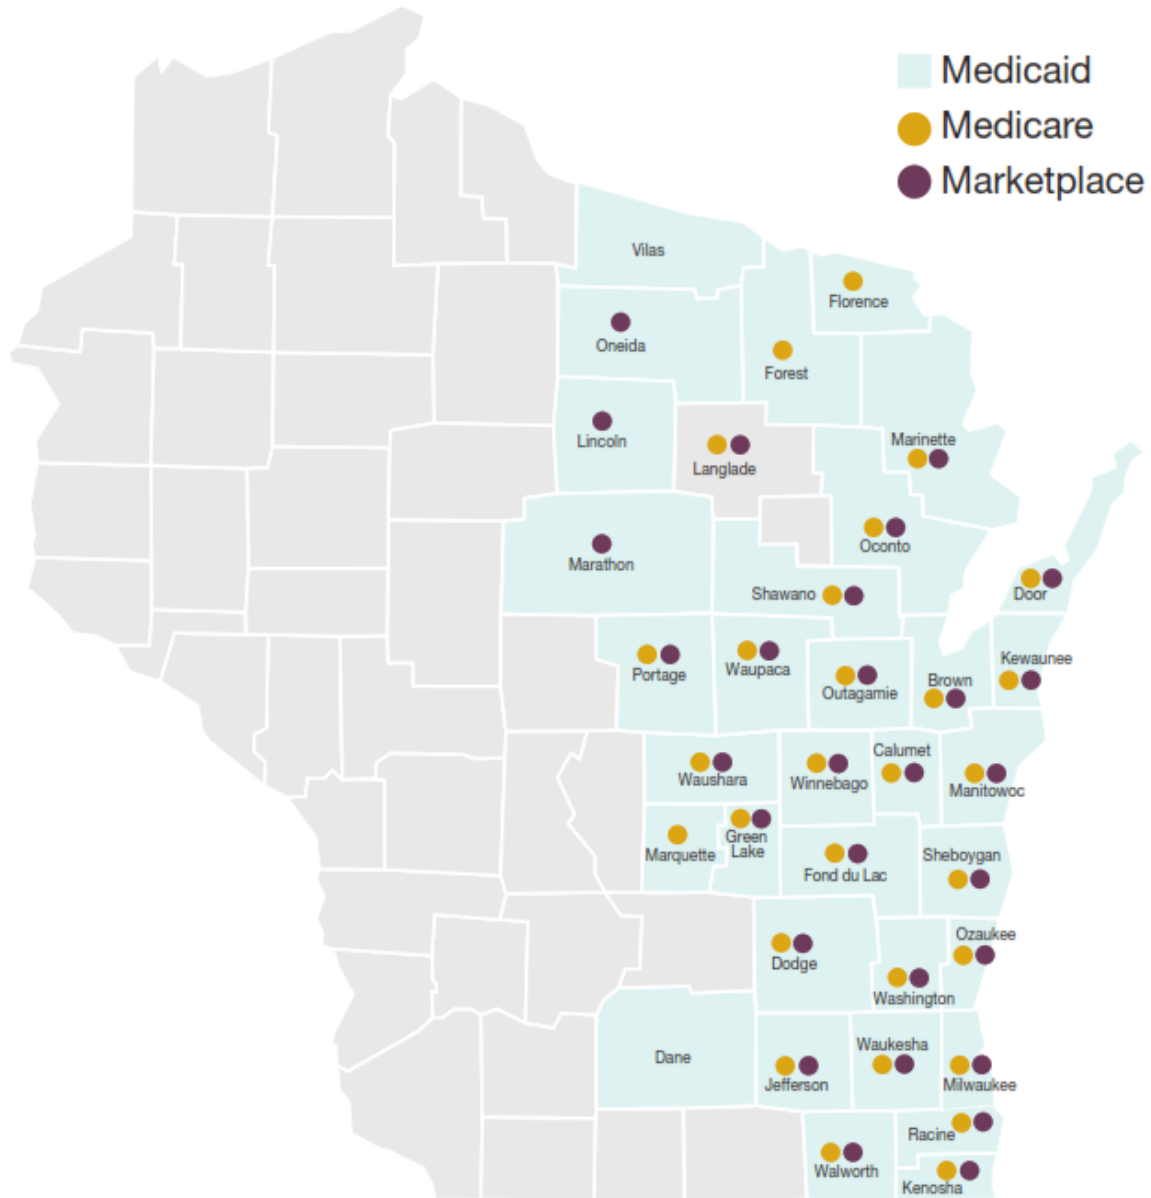 Medicaid
Medicare
Marketplace
Vilas
Florence
Oneida
Forest
Lincoln
Marinette
Langlade
Oconto
Marathon
Shawano
Door
Kewaunee
Portage
Waupaca
Outagamie
Brown
Calumet
Waushara
Winnebago
Manitowoc
Green
Lake
Marquette
Sheboygan
Fond du Lac
Ozaukee
Dodge
Washington
Waukesha
Dane
Jefferson
Milwaukee
Racine
Walworth
Kenosha